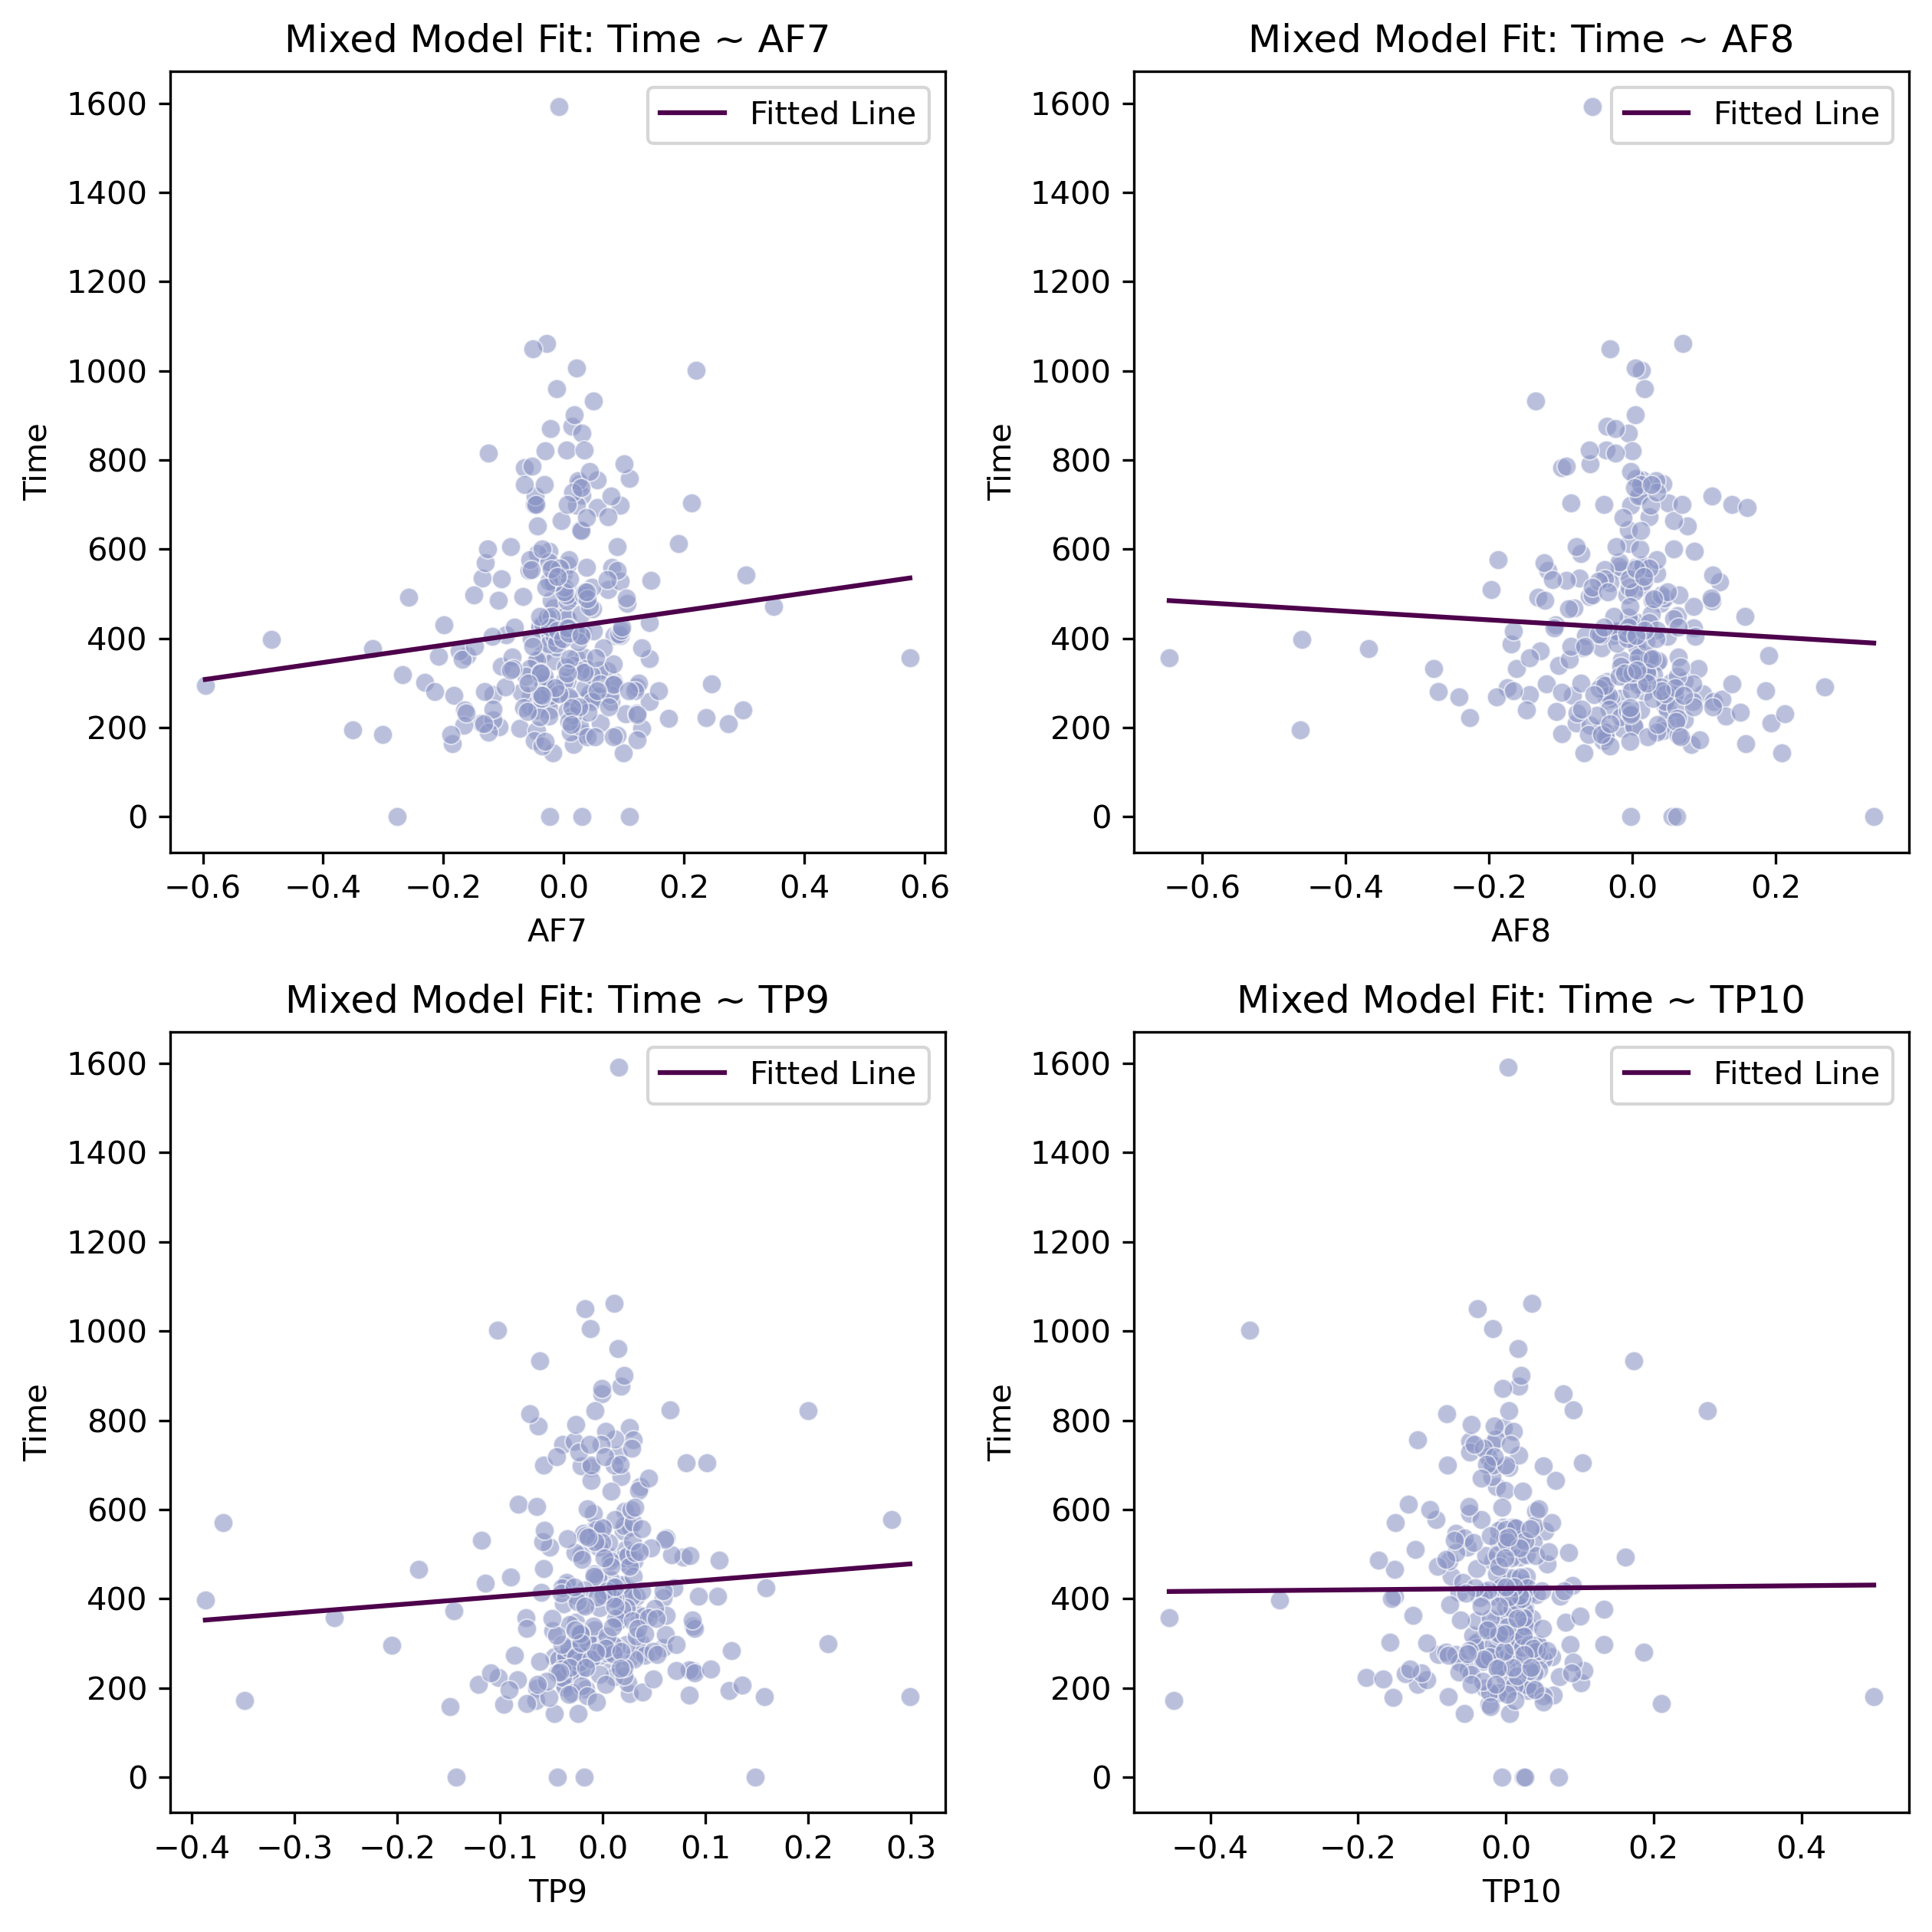 Mixed Model Fit: Time ~ AF7
Fitted Line
1600
1400
1200
1000
800
600
400
200
0
Time
−0.6 −0.4 −0.2 0.0 0.2 0.4 0.6
AF7
Mixed Model Fit: Time ~ AF8
Fitted Line
1600
1400
1200
1000
800
600
400
200
0
Time
−0.6 −0.4 −0.2 0.0 0.2
AF8
Mixed Model Fit: Time ~ TP9
Fitted Line
1600
1400
1200
1000
800
600
400
200
0
Time
−0.4 −0.3 −0.2 −0.1 0.0 0.1 0.2 0.3
TP9
Mixed Model Fit: Time ~ TP10
Fitted Line
1600
1400
1200
1000
800
600
400
200
0
Time
−0.4 −0.2 0.0 0.2 0.4
TP10